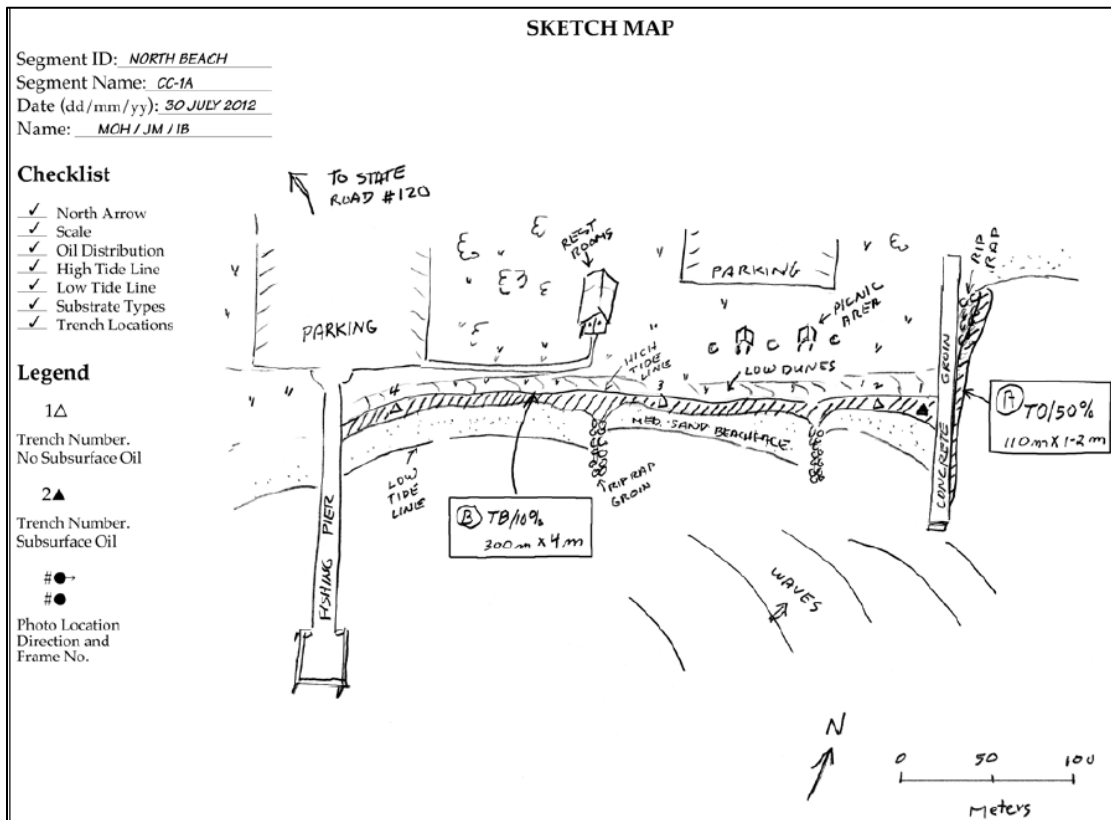 SKETCH MAP
Segment ID: NORTH BEACH
Segment Name: CC-1A
Date (dd/mm/yy): 30 JULY 2012
Name: MOH / JM / IB
Checklist
✓ North Arrow
✓ Scale
✓ Oil Distribution
✓ High Tide Line
✓ Low Tide Line
✓ Substrate Types
✓ Trench Locations
Legend
1△
Trench Number.
No Subsurface Oil
2▲
Trench Number.
Subsurface Oil
#●→
#●
Photo Location
Direction and
Frame No.
TO STATE
ROAD #120
REST
ROOMS
PARKING
PARKING
RIP
RAP
PICNIC
AREA
HIGH
TIDE
LINE
LOW DUNES
4
3
2
1
MED. SAND BEACHFACE
CONCRETE GROIN
A TO/50%
110m X 1-2 m
LOW
TIDE
LINE
RIPRAP
GROIN
B TB/10%
300m X 4 m
FISHING PIER
WAVES
N
0 50 100
Meters